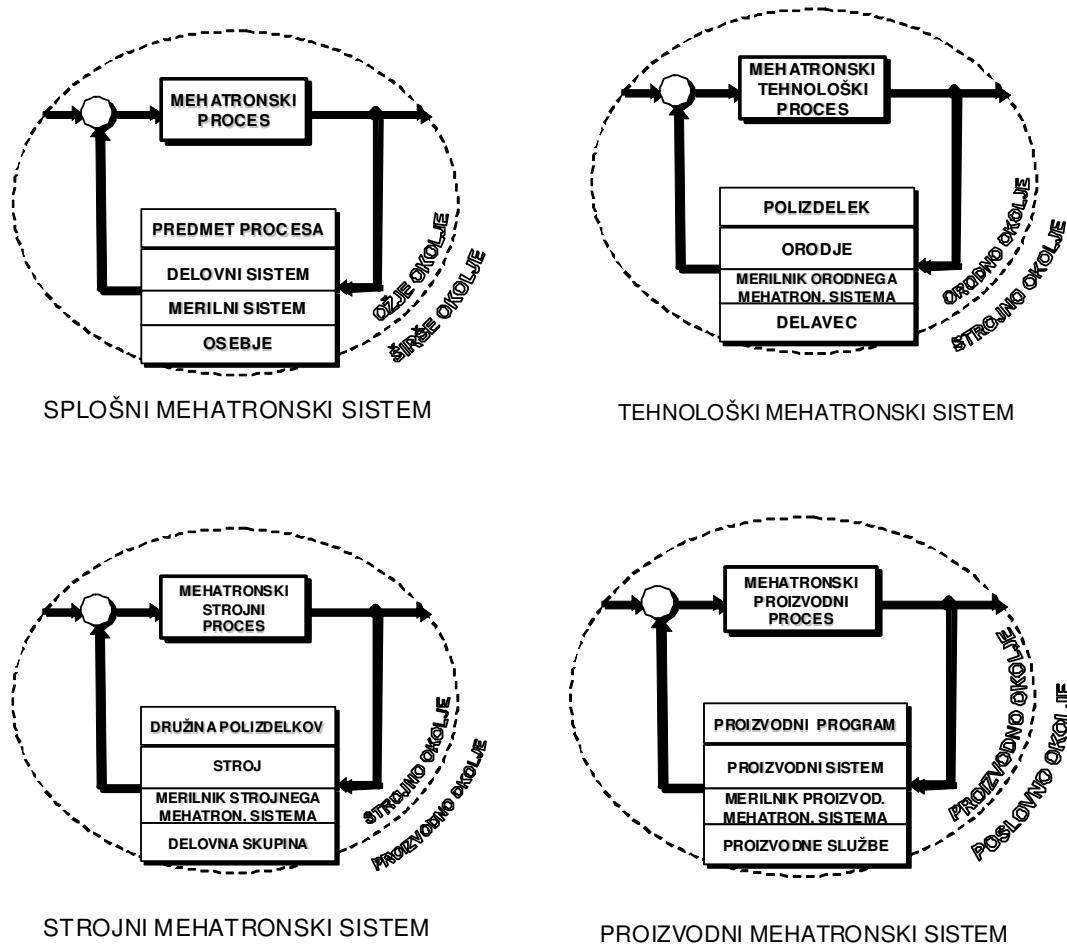 MEHATRONSKI
PROCES
PREDMET PROCESA
DELOVNI SISTEM
MERILNI SISTEM
OSEBJE
OŽJE OKOLJE
ŠIRŠE OKOLJE
SPLOŠNI MEHATRONSKI SISTEM
MEHATRONSKI
TEHNOLOŠKI
PROCES
POLIZDELEK
ORODJE
MERILNIK ORODNEGA
MEHATRON. SISTEMA
DELAVEC
ORODNO OKOLJE
STROJNO OKOLJE
TEHNOLOŠKI MEHATRONSKI SISTEM
MEHATRONSKI
STROJNI
PROCES
DRUŽINA POLIZDELKOV
STROJ
MERILNIK STROJNEGA
MEHATRON. SISTEMA
DELOVNA SKUPINA
STROJNO OKOLJE
PROIZVODNO OKOLJE
STROJNI MEHATRONSKI SISTEM
MEHATRONSKI
PROIZVODNI
PROCES
PROIZVODNI PROGRAM
PROIZVODNI SISTEM
MERILNIK PROIZVOD.
MEHATRON. SISTEMA
PROIZVODNE SLUŽBE
PROIZVODNO OKOLJE
POSLOVNO OKOLJE
PROIZVODNI MEHATRONSKI SISTEM